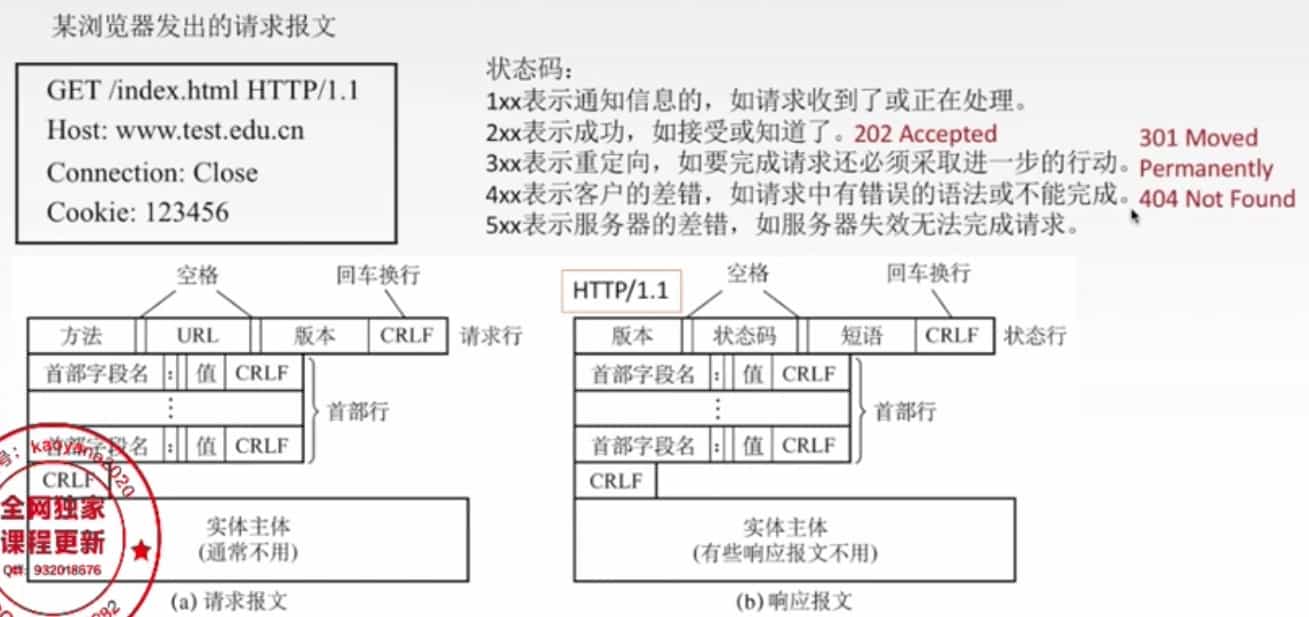 某浏览器发出的请求报文
GET /index.html HTTP/1.1
Host: www.test.edu.cn
Connection: Close
Cookie: 123456
状态码：
1xx表示通知信息的，如请求收到了或正在处理。
2xx表示成功，如接受或知道了。202 Accepted
3xx表示重定向，如要完成请求还必须采取进一步的行动。301 Moved Permanently
4xx表示客户的差错，如请求中有错误的语法或不能完成。404 Not Found
5xx表示服务器的差错，如服务器失效无法完成请求。
空格 回车换行
方法 URL 版本 CRLF 请求行
首部字段名 : 值 CRLF
⋮ 首部行
首部字段名 : 值 CRLF
CRLF
实体主体
(通常不用)
(a) 请求报文
HTTP/1.1 空格 回车换行
版本 状态码 短语 CRLF 状态行
首部字段名 : 值 CRLF
⋮ 首部行
首部字段名 : 值 CRLF
CRLF
实体主体
(有些响应报文不用)
(b) 响应报文
号: kaoyang2020
全网独家
课程更新
932018676